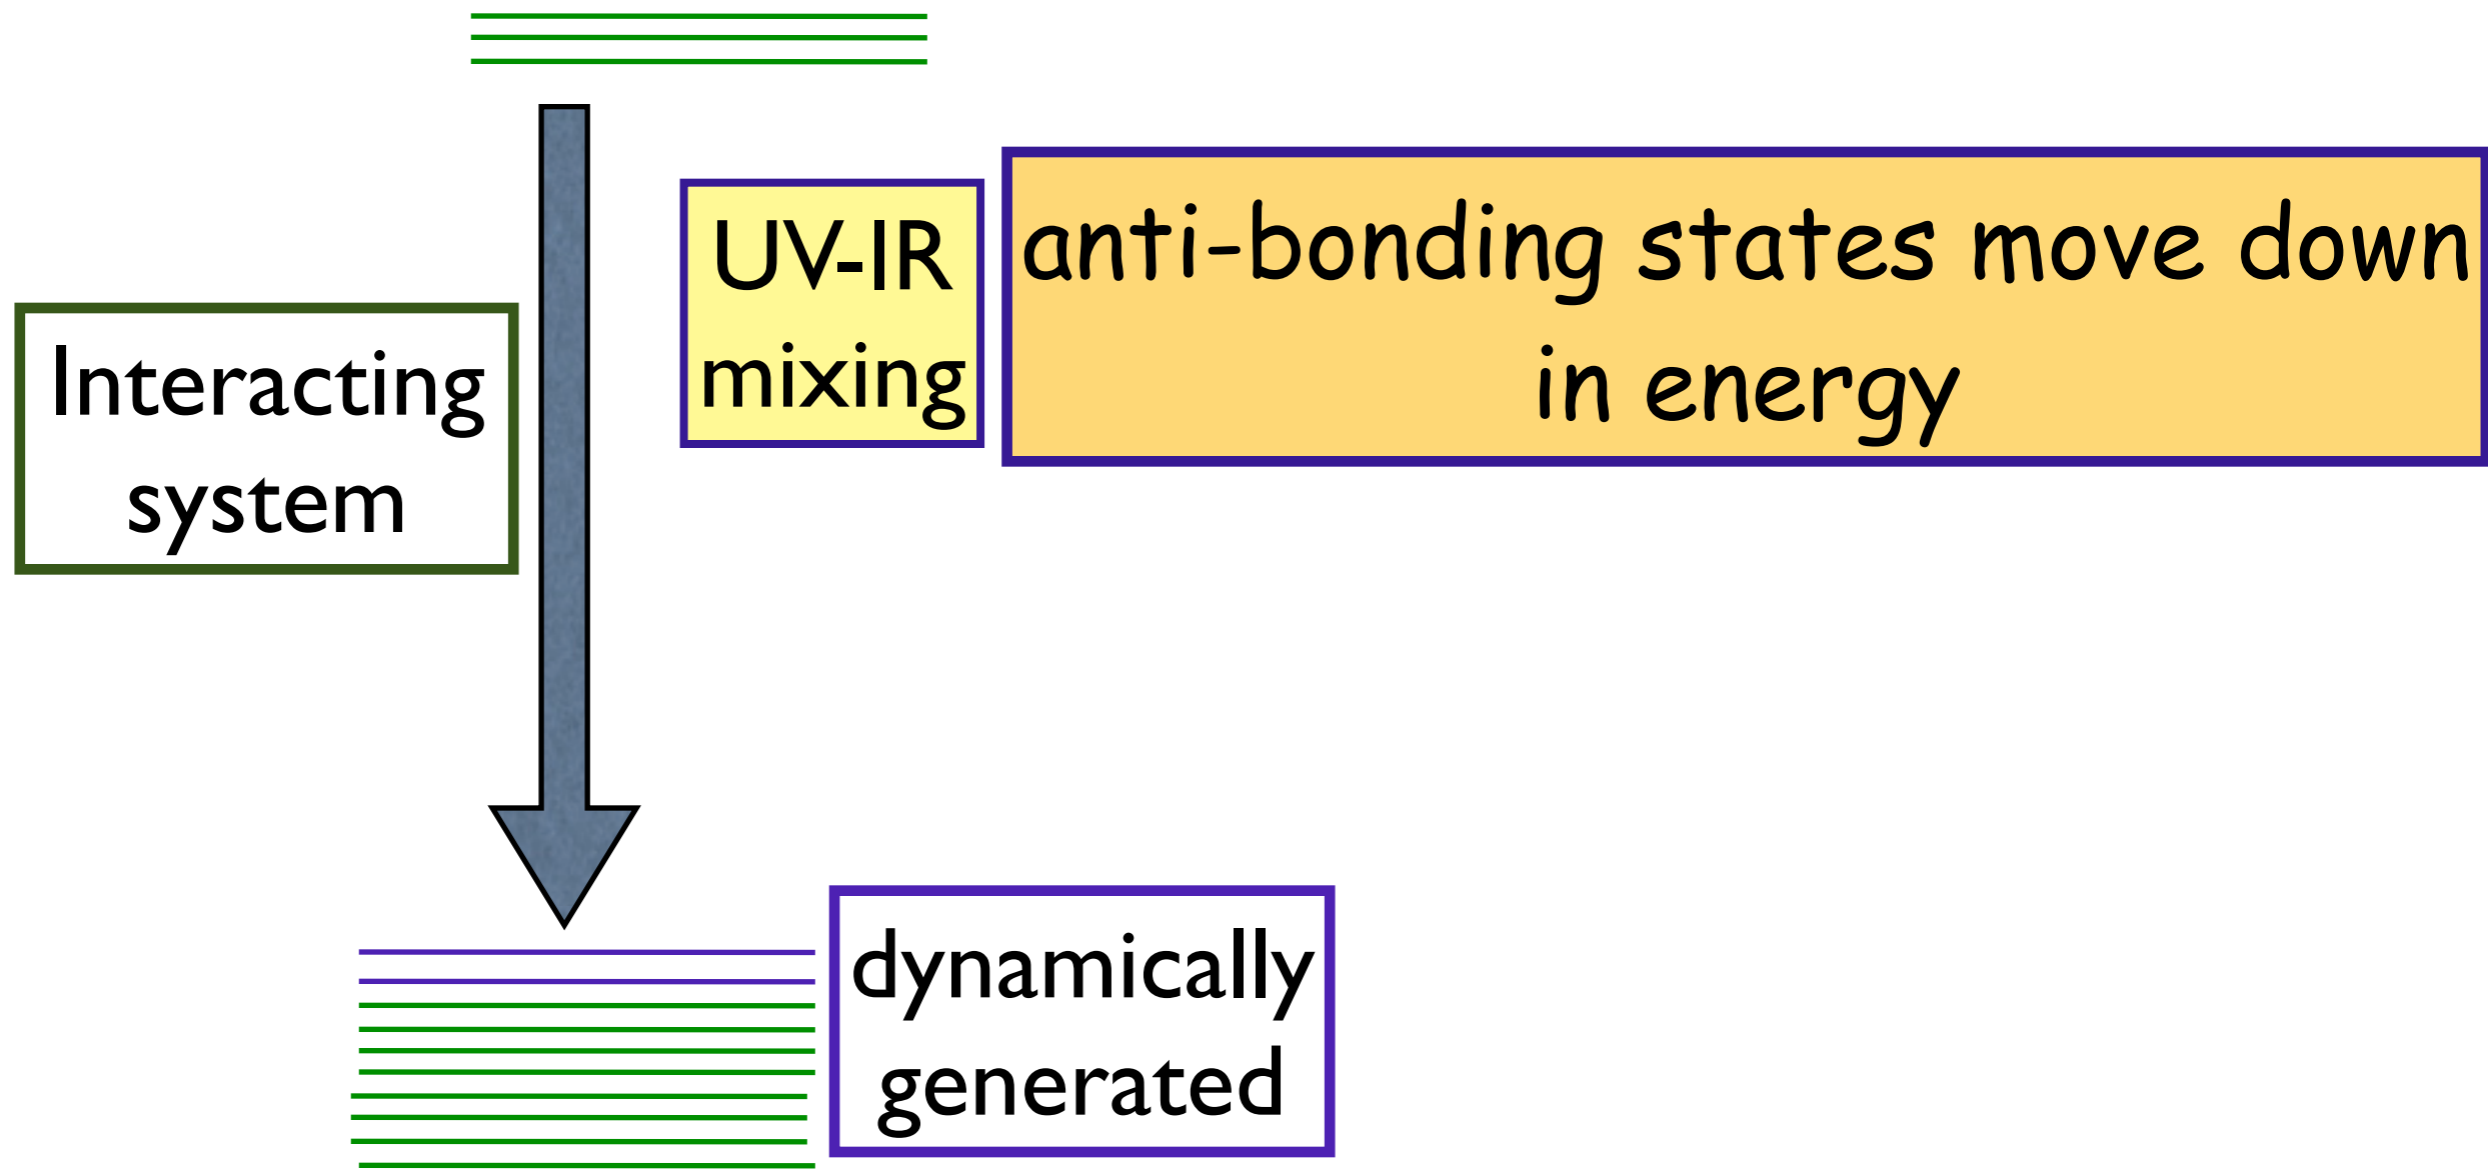 UV-IR
mixing
anti-bonding states move down
in energy
Interacting
system
dynamically
generated